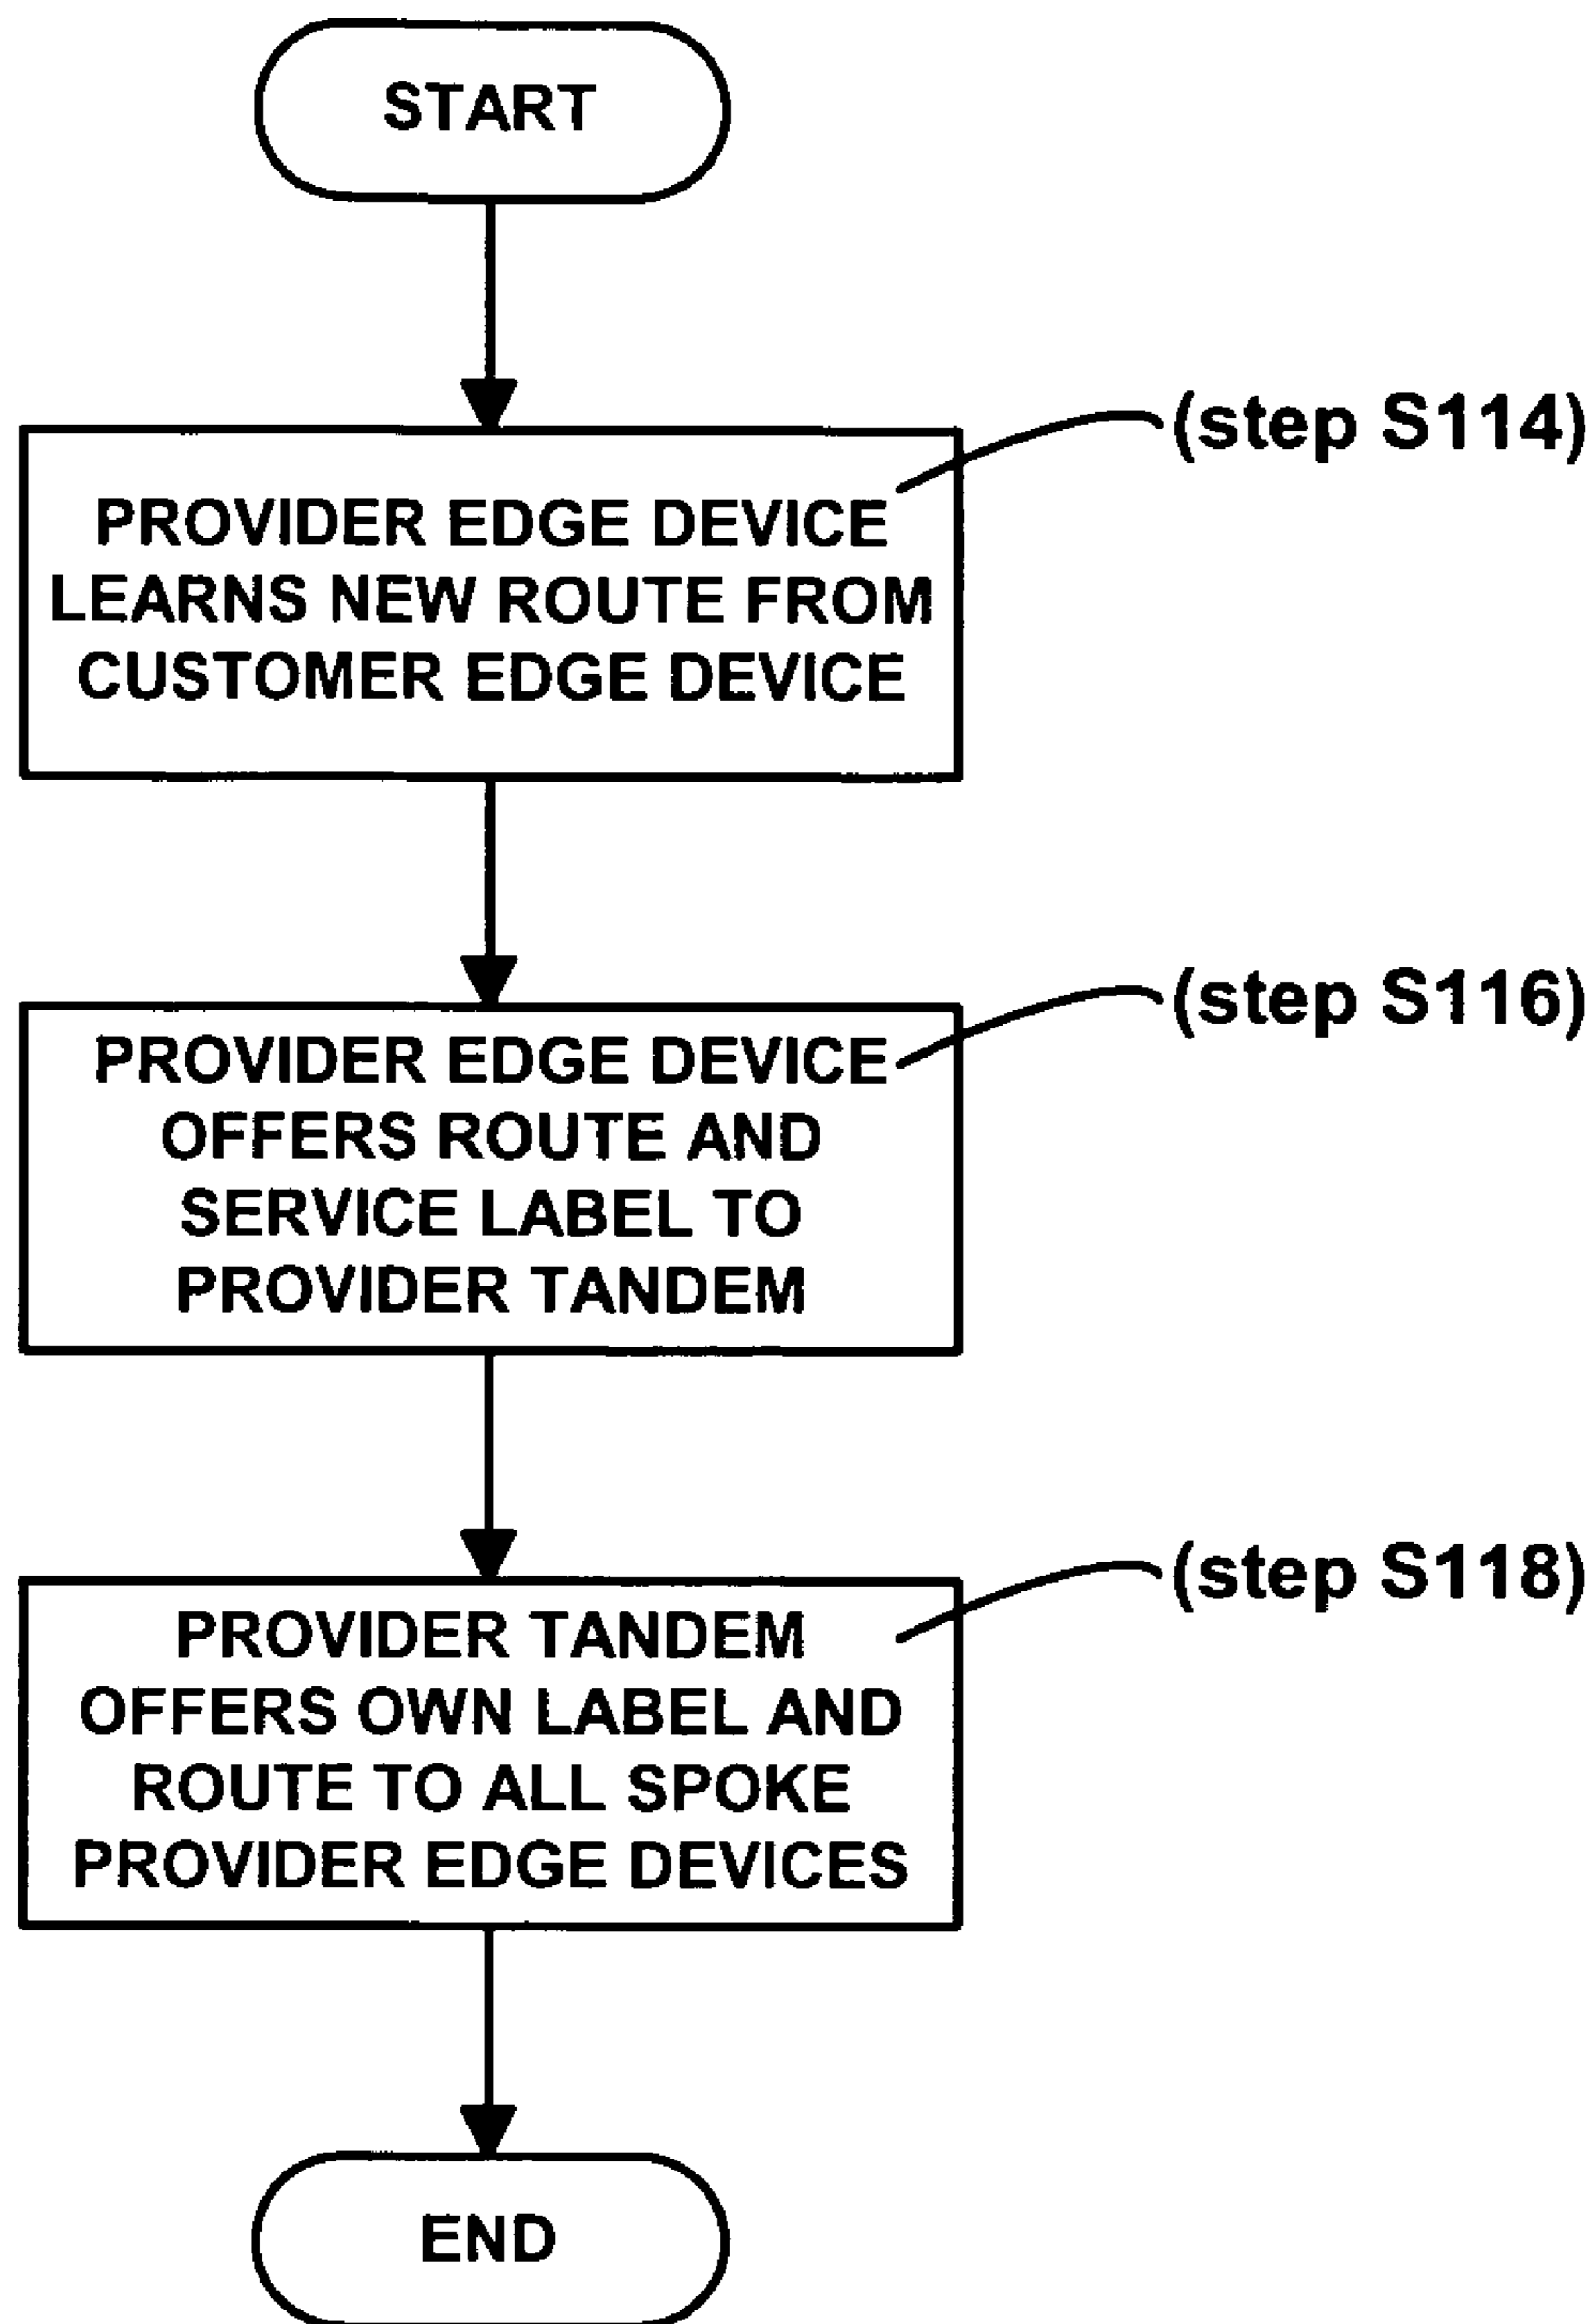 START
(step S114)
PROVIDER EDGE DEVICE
LEARNS NEW ROUTE FROM
CUSTOMER EDGE DEVICE
(step S116)
PROVIDER EDGE DEVICE
OFFERS ROUTE AND
SERVICE LABEL TO
PROVIDER TANDEM
(step S118)
PROVIDER TANDEM
OFFERS OWN LABEL AND
ROUTE TO ALL SPOKE
PROVIDER EDGE DEVICES
END